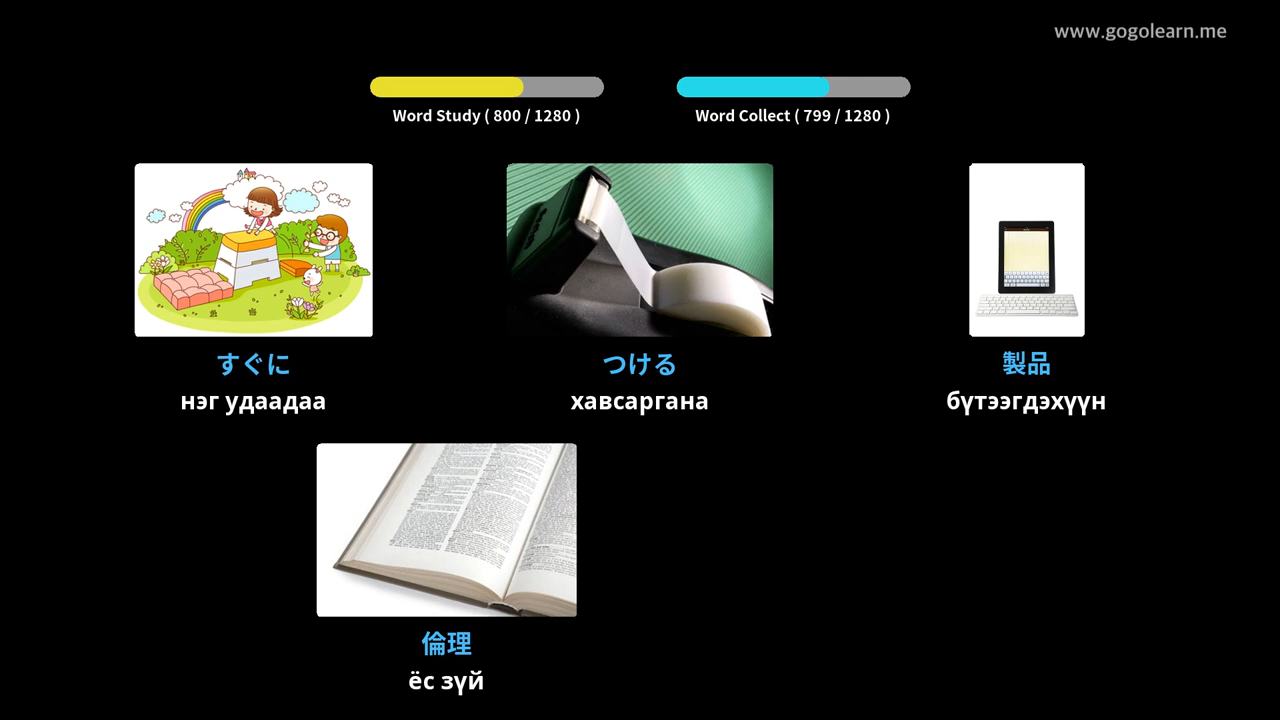 www.gogolearn.me
Word Study ( 800 / 1280 )
Word Collect ( 799 / 1280 )
すぐに
нэг удаадаа
つける
хавсаргана
製品
бүтээгдэхүүн
倫理
ёс зүй